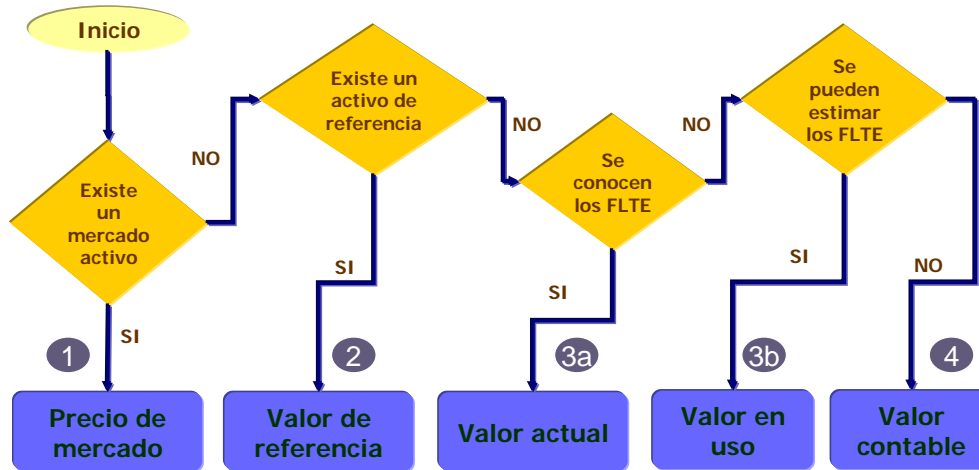 Inicio
Existe un
activo de
referencia
Se
pueden
estimar
los FLTE
NO
NO
NO
Existe
un
mercado
activo
Se
conocen
los FLTE
SI
SI
SI
NO
SI
1
2
3a
3b
4
Precio de
mercado
Valor de
referencia
Valor actual
Valor en
uso
Valor
contable